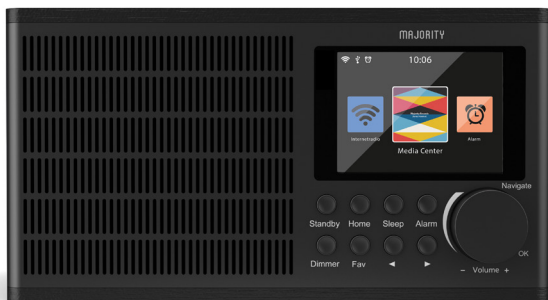 MAJORITY
10:06
Internetradio
Media Center
Alarm
Navigate
Standby Home Sleep Alarm
OK
Dimmer Fav ◄ ►
– Volume +